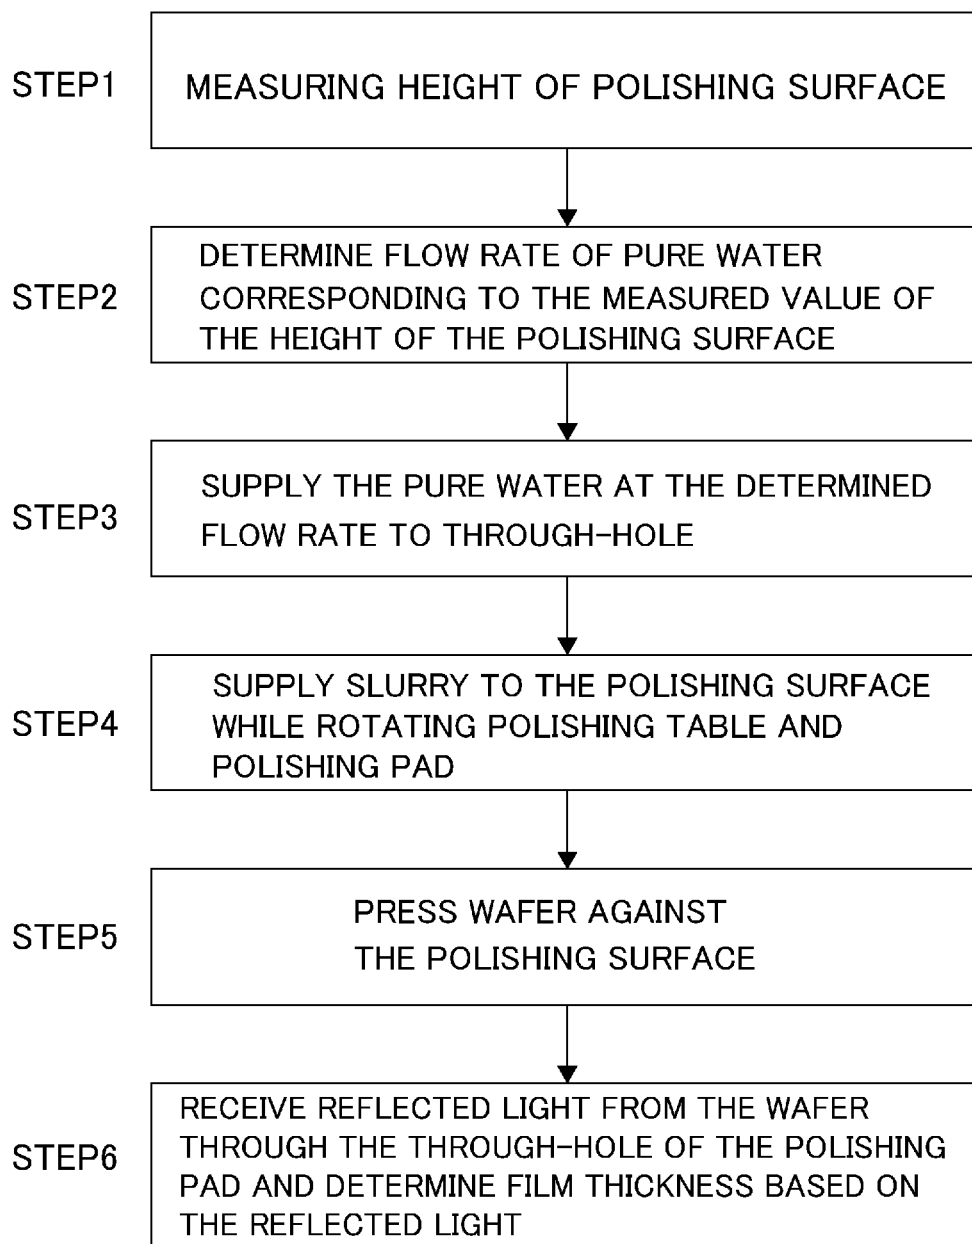 STEP1
MEASURING HEIGHT OF POLISHING SURFACE
STEP2
DETERMINE FLOW RATE OF PURE WATER
CORRESPONDING TO THE MEASURED VALUE OF
THE HEIGHT OF THE POLISHING SURFACE
STEP3
SUPPLY THE PURE WATER AT THE DETERMINED
FLOW RATE TO THROUGH-HOLE
STEP4
SUPPLY SLURRY TO THE POLISHING SURFACE
WHILE ROTATING POLISHING TABLE AND
POLISHING PAD
STEP5
PRESS WAFER AGAINST
THE POLISHING SURFACE
STEP6
RECEIVE REFLECTED LIGHT FROM THE WAFER
THROUGH THE THROUGH-HOLE OF THE POLISHING
PAD AND DETERMINE FILM THICKNESS BASED ON
THE REFLECTED LIGHT